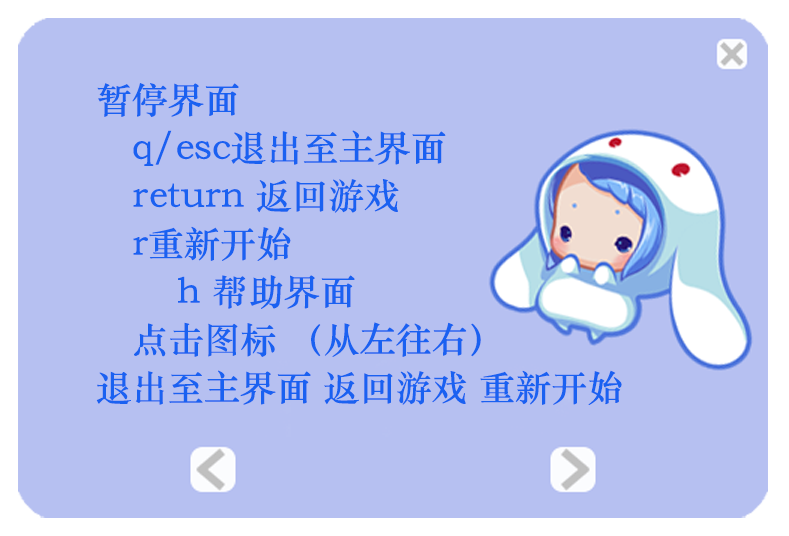 暂停界面
q/esc退出至主界面
return 返回游戏
r重新开始
h 帮助界面
点击图标 （从左往右）
退出至主界面 返回游戏 重新开始